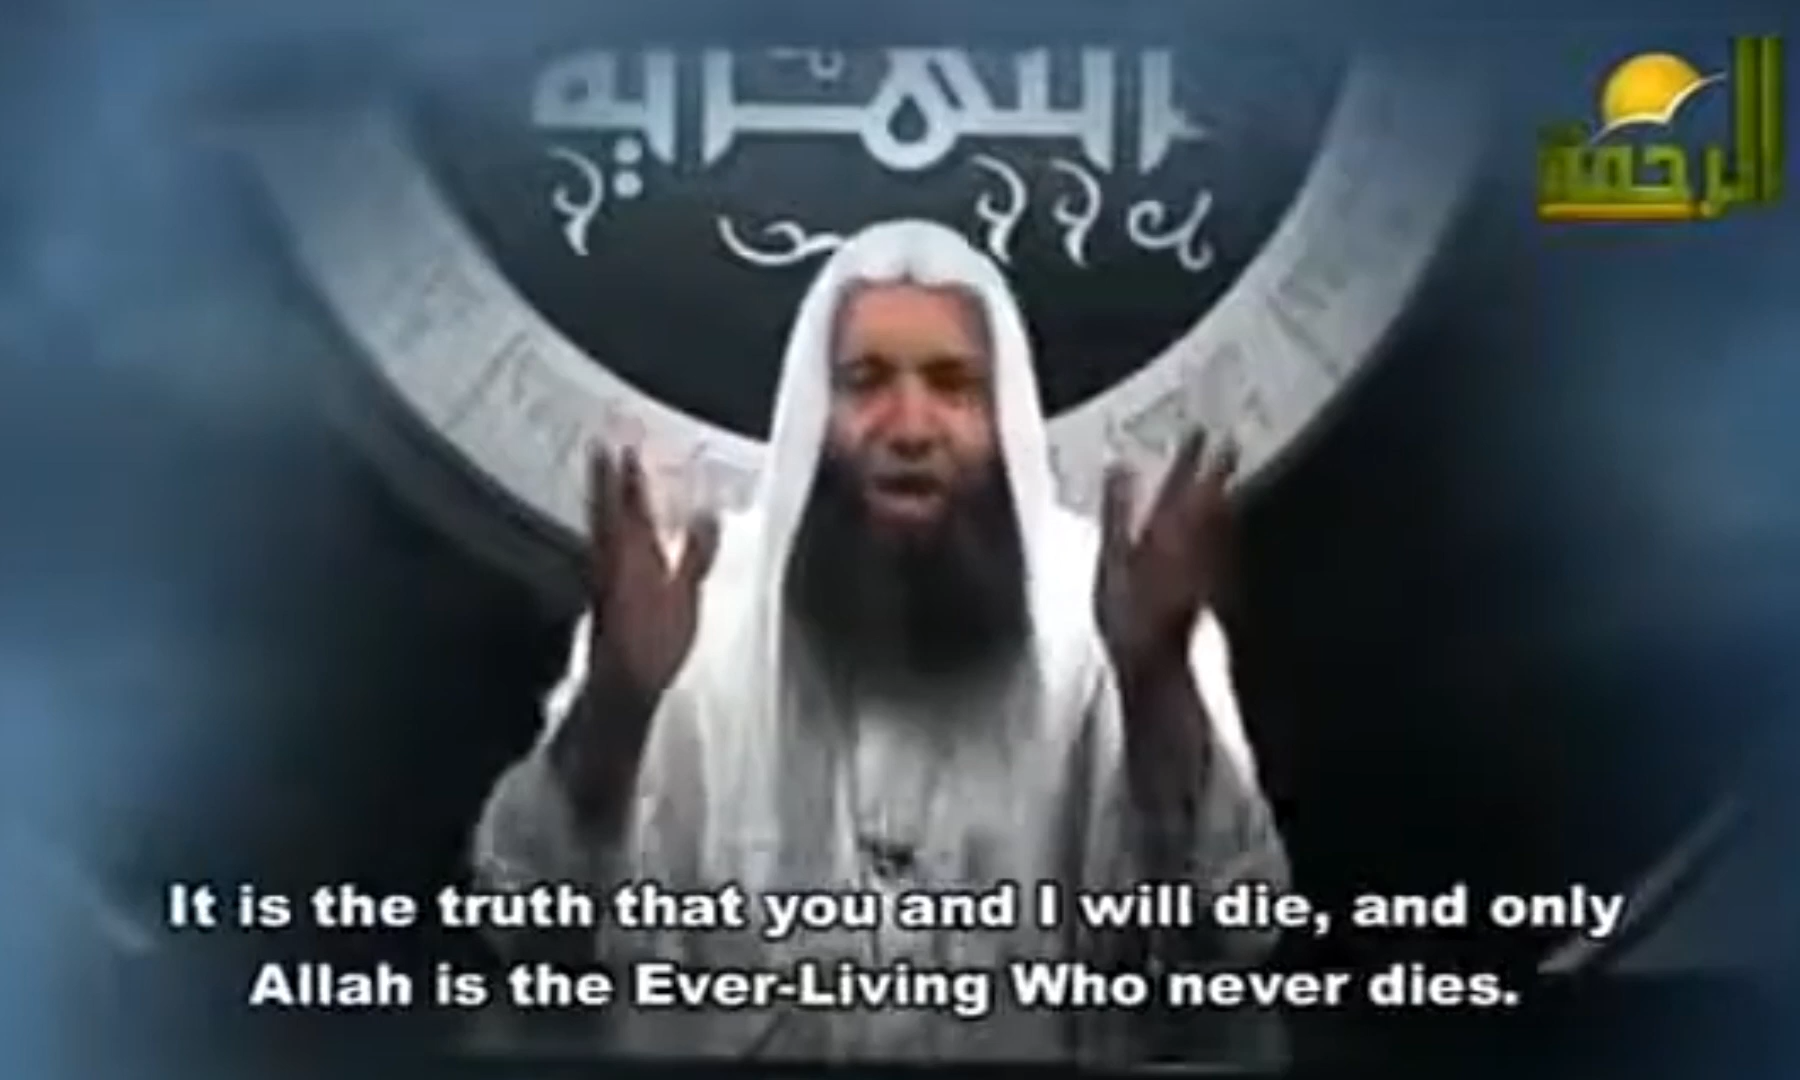 الرحمة
It is the truth that you and I will die, and only
Allah is the Ever-Living Who never dies.